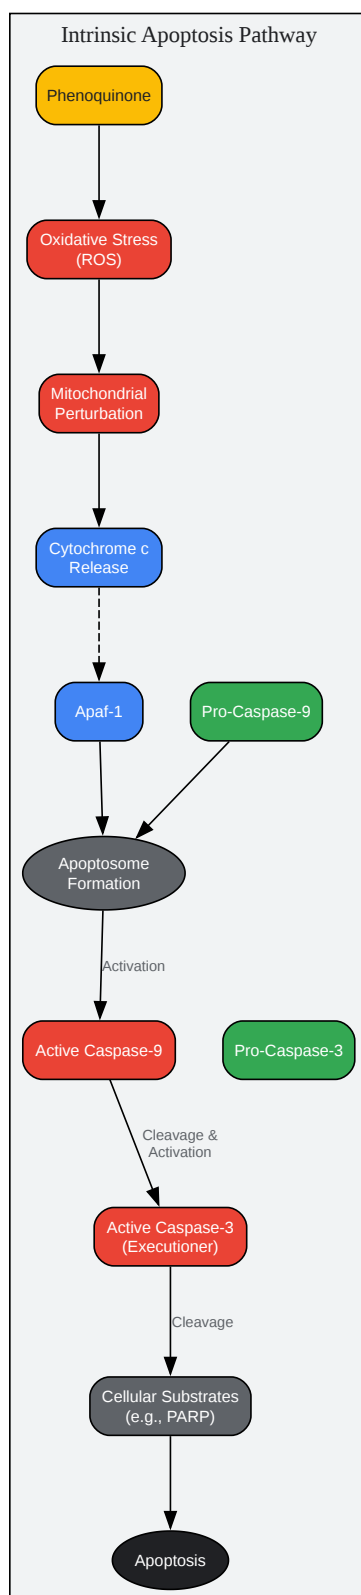 Intrinsic Apoptosis Pathway
Phenoquinone
Oxidative Stress
(ROS)
Mitochondrial
Perturbation
Cytochrome c
Release
Apaf-1
Pro-Caspase-9
Apoptosome
Formation
Activation
Active Caspase-9
Pro-Caspase-3
Cleavage &
Activation
Active Caspase-3
(Executioner)
Cleavage
Cellular Substrates
(e.g., PARP)
Apoptosis